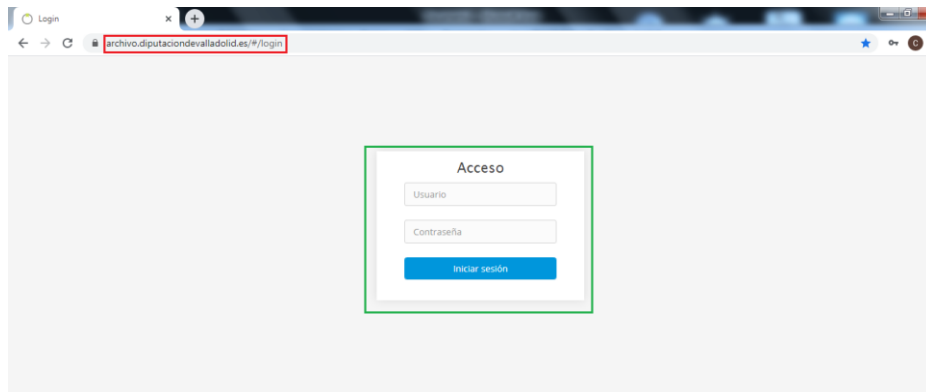 Login
archivo.diputaciondevalladolid.es/#/login
C
Acceso
Usuario
Contraseña
Iniciar sesión